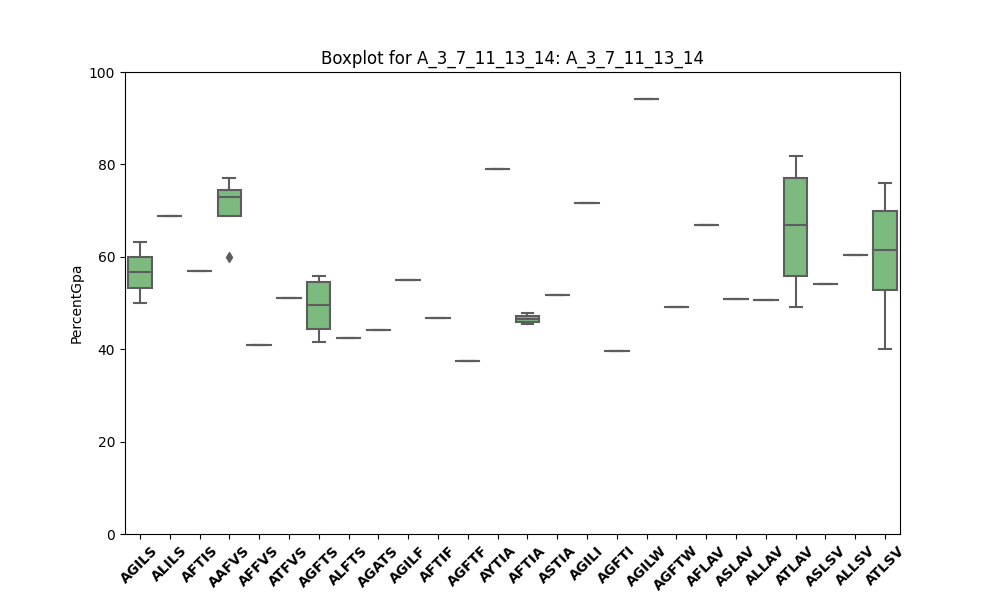 Boxplot for A_3_7_11_13_14: A_3_7_11_13_14
PercentGpa
100
80
60
40
20
0
AGILS
ALILS
AFTIS
AAFVS
AFFVS
ATFVS
AGFTS
ALFTS
AGATS
AGILF
AFTIF
AGFTF
AYTIA
AFTIA
ASTIA
AGILI
AGFTI
AGILW
AGFTW
AFLAV
ASLAV
ALLAV
ATLAV
ASLSV
ALLSV
ATLSV